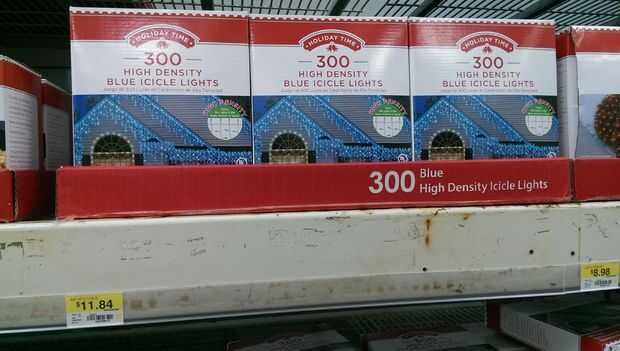 HOLIDAY TIME
300
HIGH DENSITY
BLUE ICICLE LIGHTS
HOLIDAY TIME
300
HIGH DENSITY
BLUE ICICLE LIGHTS
HOLIDAY TIME
300
HIGH DENSITY
BLUE ICICLE LIGHTS
300 Blue
High Density Icicle Lights
$11.84
$8.98